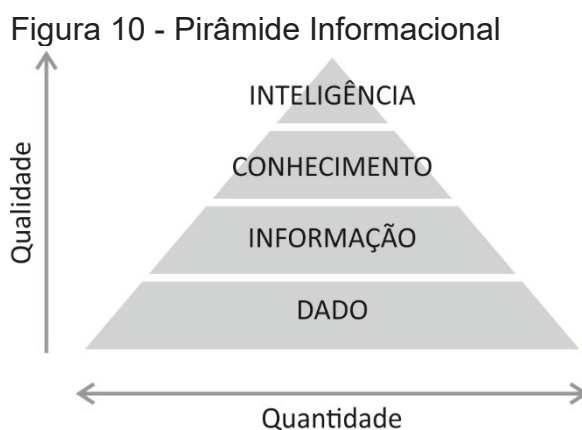 Figura 10 - Pirâmide Informacional
INTELIGÊNCIA
CONHECIMENTO
INFORMAÇÃO
DADO
Qualidade
Quantidade